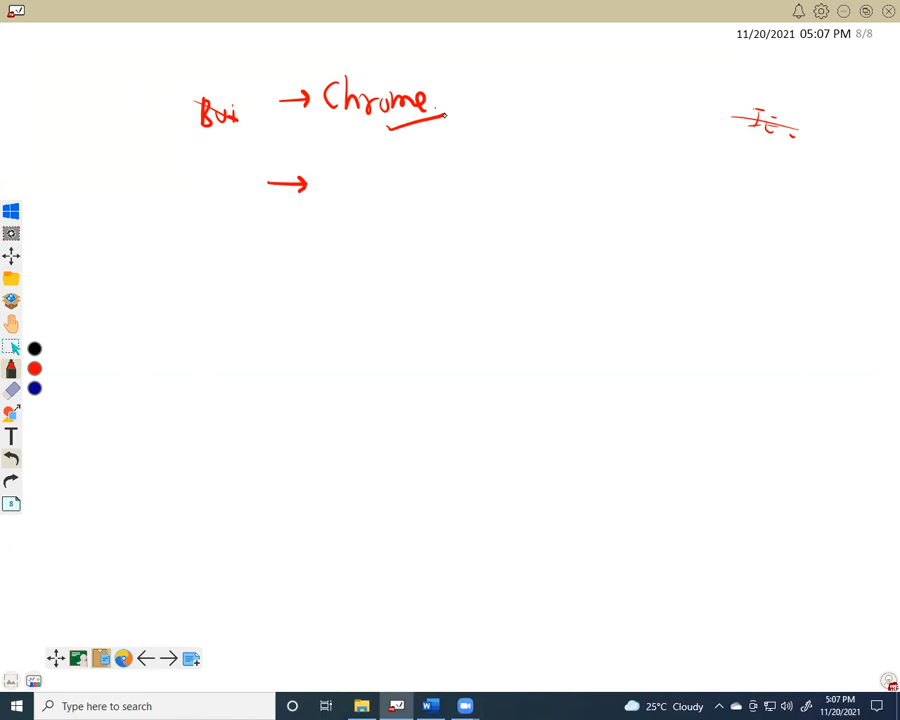 11/20/2021 05:07 PM 8/8
→ Chrome.
→
T
8
Type here to search
25°C Cloudy
5:07 PM
11/20/2021